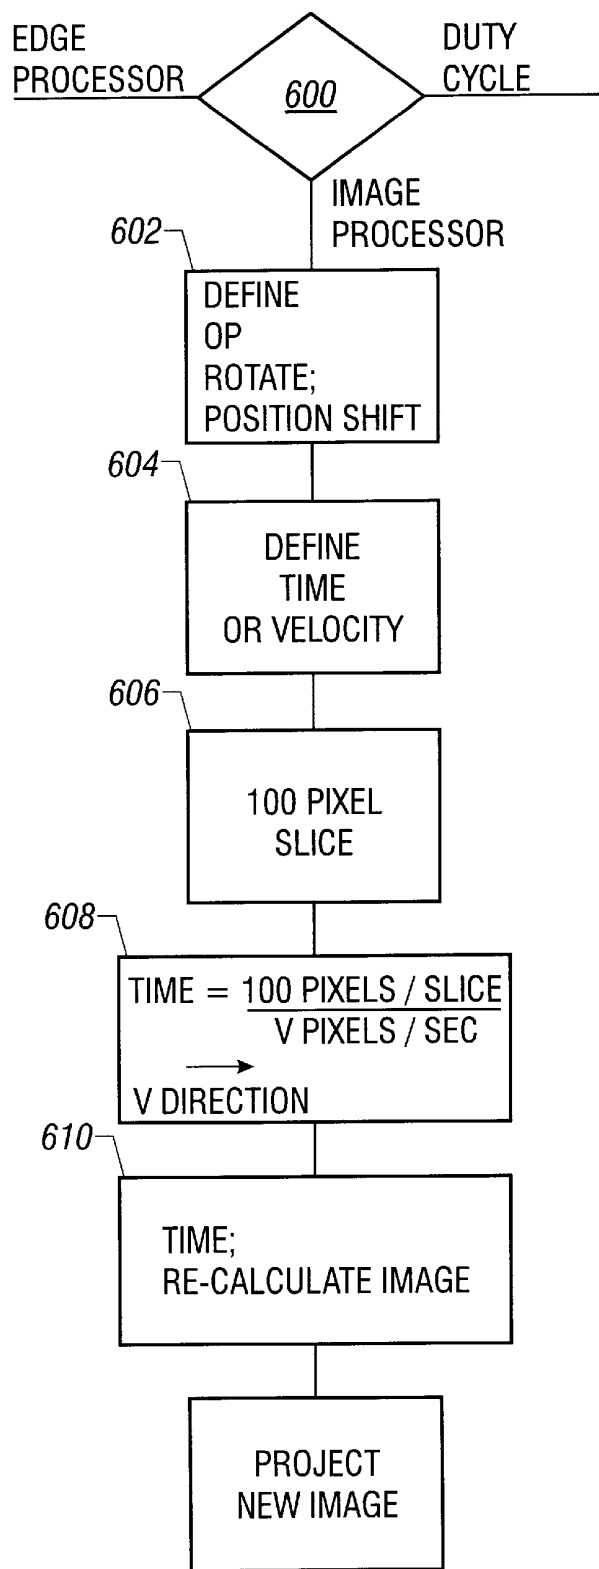 EDGE
PROCESSOR
600
DUTY
CYCLE
IMAGE
PROCESSOR
602
DEFINE
OP
ROTATE;
POSITION SHIFT
604
DEFINE
TIME
OR VELOCITY
606
100 PIXEL
SLICE
608
TIME = 100 PIXELS / SLICE
V PIXELS / SEC
V DIRECTION
610
TIME;
RE-CALCULATE IMAGE
PROJECT
NEW IMAGE